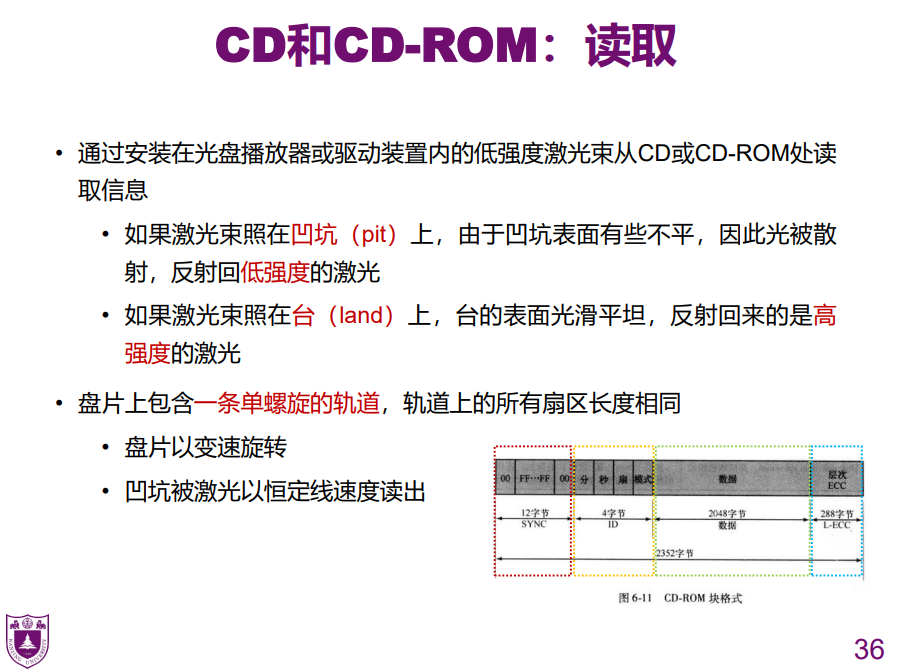 CD和CD-ROM：读取
• 通过安装在光盘播放器或驱动装置内的低强度激光束从CD或CD-ROM处读
取信息
• 如果激光束照在凹坑（pit）上，由于凹坑表面有些不平，因此光被散
射，反射回低强度的激光
• 如果激光束照在台（land）上，台的表面光滑平坦，反射回来的是高
强度的激光
• 盘片上包含一条单螺旋的轨道，轨道上的所有扇区长度相同
• 盘片以变速旋转
• 凹坑被激光以恒定线速度读出
00 FF…FF 00 分 秒 扇 模式 数据 层次
ECC
12字节 4字节 2048字节 288字节
SYNC ID 数据 L-ECC
2352字节
图 6-11 CD-ROM 块格式
NANJING UNIVERSITY
36